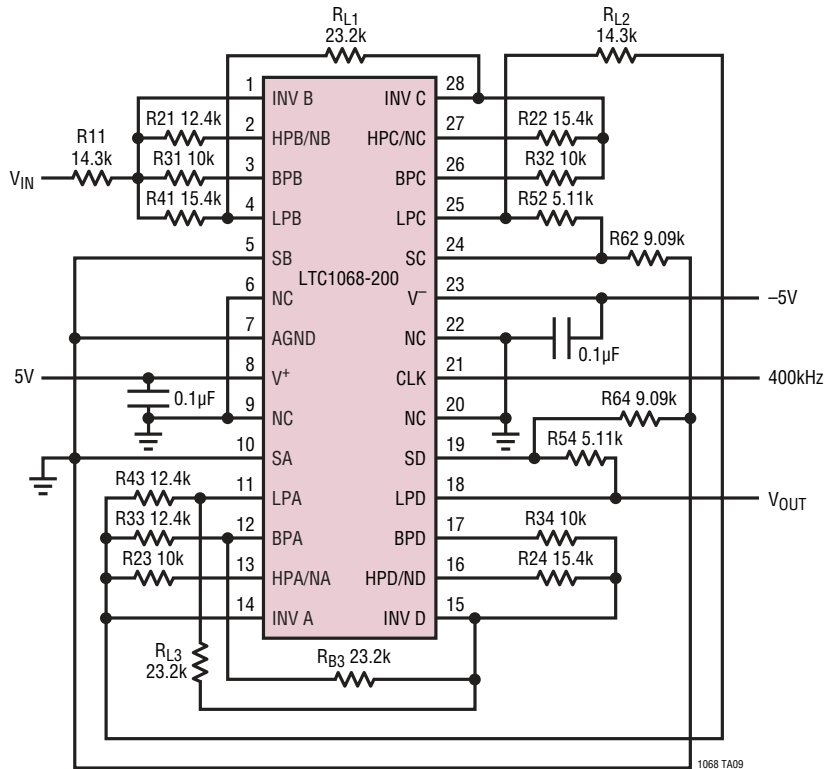 RL1
23.2k
RL2
14.3k
1 INV B INV C 28
R21 12.4k 2 HPB/NB HPC/NC 27 R22 15.4k
R11
14.3k
VIN
R31 10k 3 BPB BPC 26 R32 10k
R41 15.4k 4 LPB LPC 25 R52 5.11k
5 SB SC 24 R62 9.09k
LTC1068-200
6 NC V– 23 –5V
7 AGND NC 22
0.1µF
5V 8 V+ CLK 21 400kHz
0.1µF
9 NC NC 20 R64 9.09k
10 SA SD 19 R54 5.11k
R43 12.4k 11 LPA LPD 18 VOUT
R33 12.4k 12 BPA BPD 17 R34 10k
R23 10k 13 HPA/NA HPD/ND 16 R24 15.4k
14 INV A INV D 15
RL3
23.2k
RB3 23.2k
1068 TA09